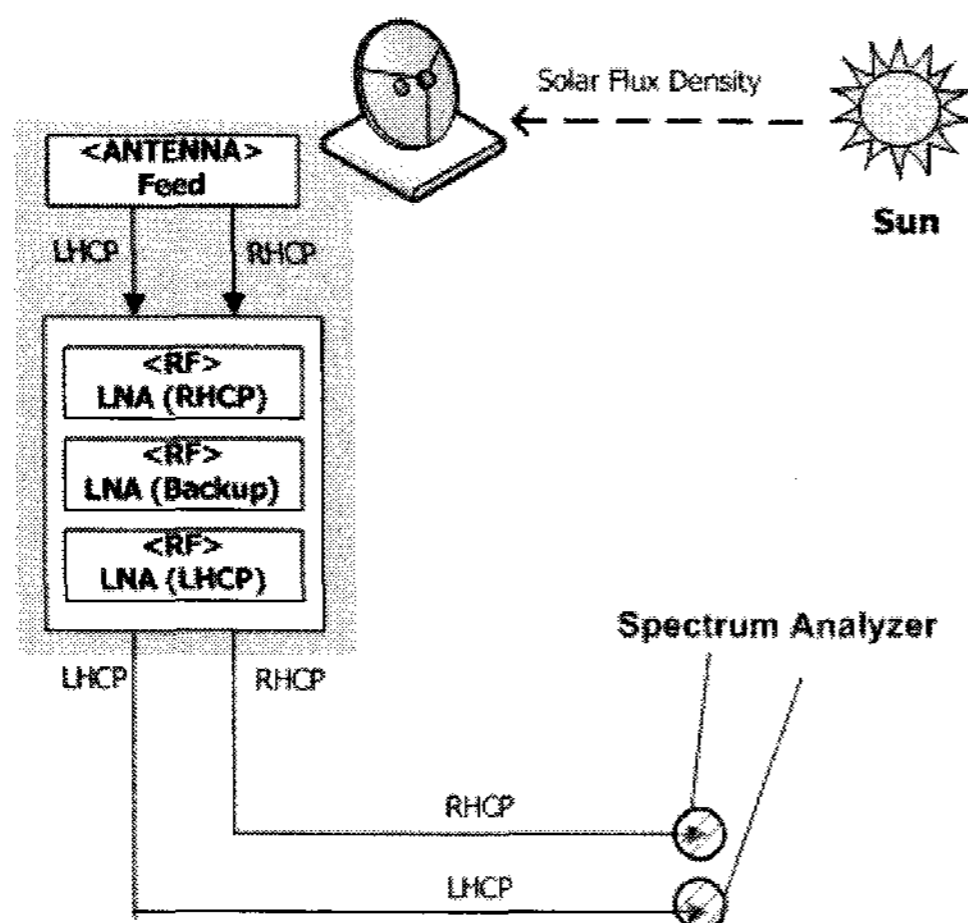 Solar Flux Density
Sun
<ANTENNA>
Feed
LHCP
RHCP
<RF>
LNA (RHCP)
<RF>
LNA (Backup)
<RF>
LNA (LHCP)
Spectrum Analyzer
LHCP
RHCP
RHCP
LHCP